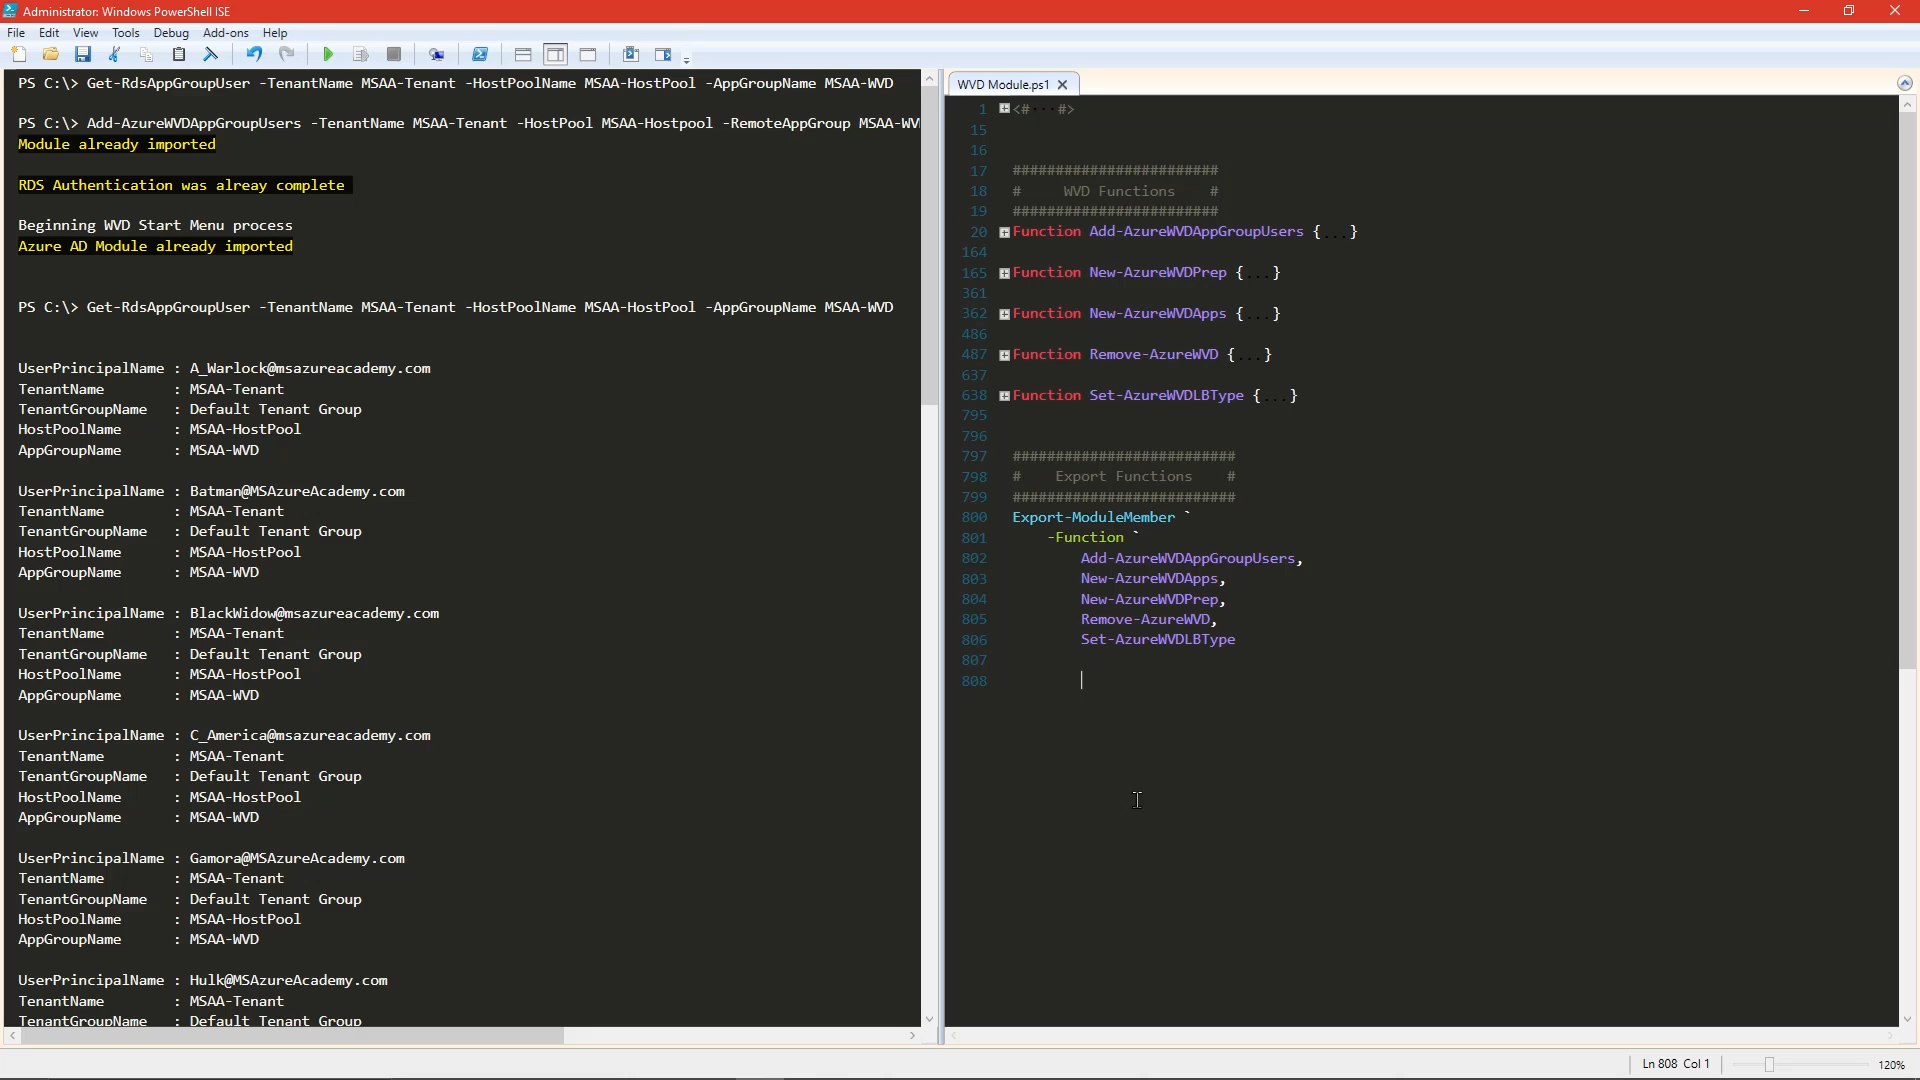 Administrator: Windows PowerShell ISE
File Edit View Tools Debug Add-ons Help
PS C:\> Get-RdsAppGroupUser -TenantName MSAA-Tenant -HostPoolName MSAA-HostPool -AppGroupName MSAA-WVD
PS C:\> Add-AzureWVDAppGroupUsers -TenantName MSAA-Tenant -HostPool MSAA-Hostpool -RemoteAppGroup MSAA-WV
Module already imported
RDS Authentication was alreay complete
Beginning WVD Start Menu process
Azure AD Module already imported
PS C:\> Get-RdsAppGroupUser -TenantName MSAA-Tenant -HostPoolName MSAA-HostPool -AppGroupName MSAA-WVD
UserPrincipalName : A_Warlock@msazureacademy.com
TenantName : MSAA-Tenant
TenantGroupName : Default Tenant Group
HostPoolName : MSAA-HostPool
AppGroupName : MSAA-WVD
UserPrincipalName : Batman@MSAzureAcademy.com
TenantName : MSAA-Tenant
TenantGroupName : Default Tenant Group
HostPoolName : MSAA-HostPool
AppGroupName : MSAA-WVD
UserPrincipalName : BlackWidow@msazureacademy.com
TenantName : MSAA-Tenant
TenantGroupName : Default Tenant Group
HostPoolName : MSAA-HostPool
AppGroupName : MSAA-WVD
UserPrincipalName : C_America@msazureacademy.com
TenantName : MSAA-Tenant
TenantGroupName : Default Tenant Group
HostPoolName : MSAA-HostPool
AppGroupName : MSAA-WVD
UserPrincipalName : Gamora@MSAzureAcademy.com
TenantName : MSAA-Tenant
TenantGroupName : Default Tenant Group
HostPoolName : MSAA-HostPool
AppGroupName : MSAA-WVD
UserPrincipalName : Hulk@MSAzureAcademy.com
TenantName : MSAA-Tenant
TenantGroupName : Default Tenant Group
WVD Module.ps1
1 <#...#>
15
16
17 ########################
18 # WVD Functions #
19 ########################
20 Function Add-AzureWVDAppGroupUsers {...}
164
165 Function New-AzureWVDPrep {...}
361
362 Function New-AzureWVDApps {...}
486
487 Function Remove-AzureWVD {...}
637
638 Function Set-AzureWVDLBType {...}
795
796
797 ##########################
798 # Export Functions #
799 ##########################
800 Export-ModuleMember `
801 -Function `
802 Add-AzureWVDAppGroupUsers,
803 New-AzureWVDApps,
804 New-AzureWVDPrep,
805 Remove-AzureWVD,
806 Set-AzureWVDLBType
807
808
Ln 808 Col 1 120%